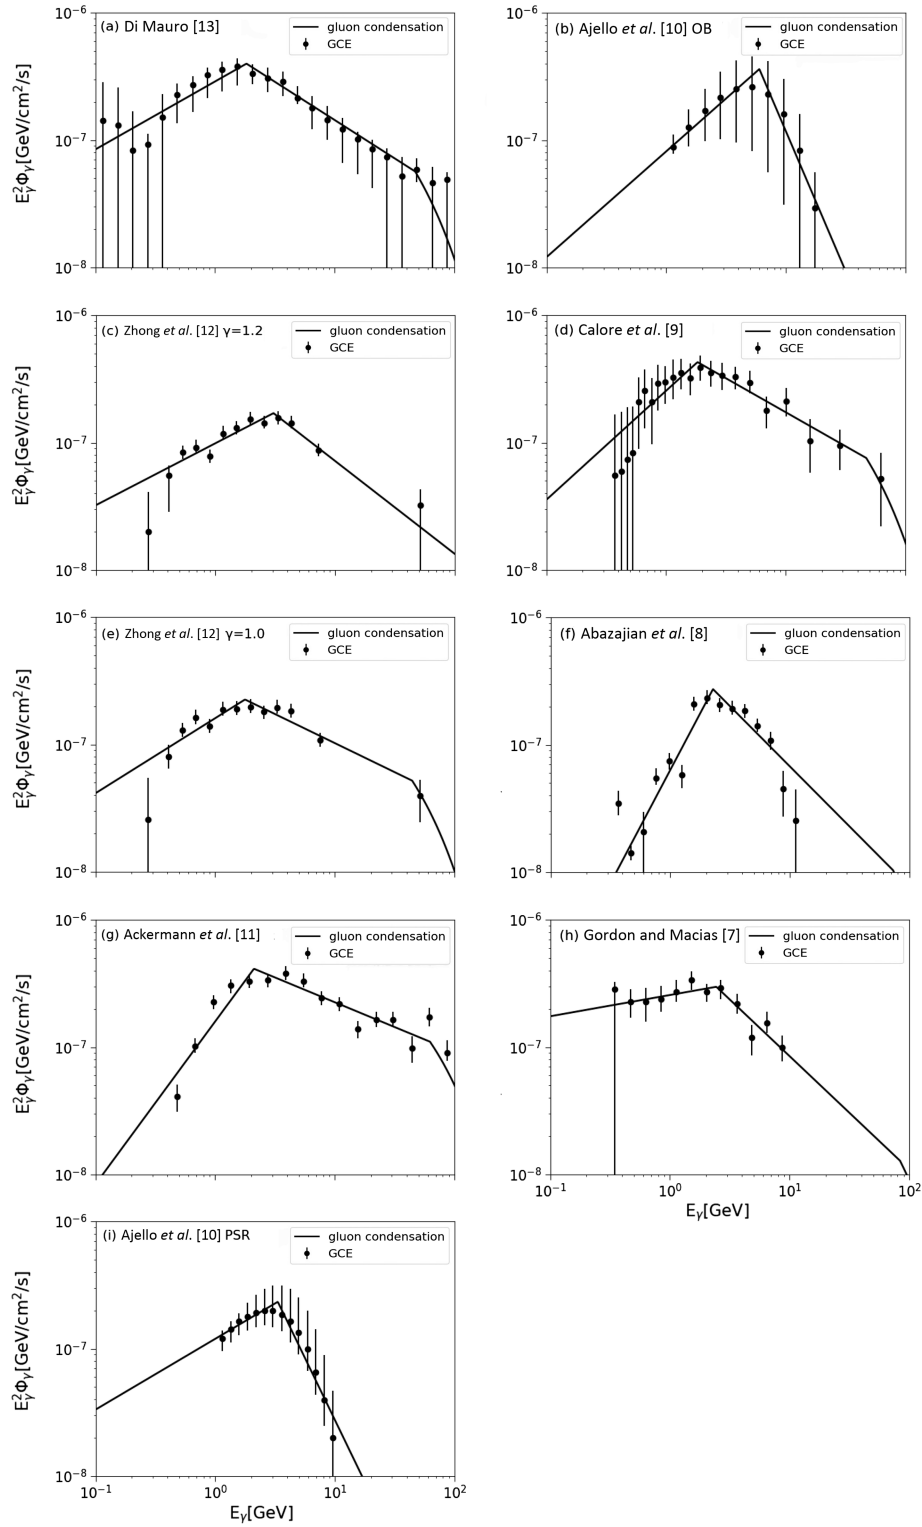 (a) Di Mauro [13]
gluon condensation
GCE
10⁻⁶
10⁻⁷
10⁻⁸
E²ᵧΦᵧ[GeV/cm²/s]
(b) Ajello et al. [10] OB
gluon condensation
GCE
10⁻⁶
10⁻⁷
10⁻⁸
(c) Zhong et al. [12] γ=1.2
gluon condensation
GCE
10⁻⁶
10⁻⁷
10⁻⁸
E²ᵧΦᵧ[GeV/cm²/s]
(d) Calore et al. [9]
gluon condensation
GCE
10⁻⁶
10⁻⁷
10⁻⁸
(e) Zhong et al. [12] γ=1.0
gluon condensation
GCE
10⁻⁶
10⁻⁷
10⁻⁸
E²ᵧΦᵧ[GeV/cm²/s]
(f) Abazajian et al. [8]
gluon condensation
GCE
10⁻⁶
10⁻⁷
10⁻⁸
(g) Ackermann et al. [11]
gluon condensation
GCE
10⁻⁶
10⁻⁷
10⁻⁸
E²ᵧΦᵧ[GeV/cm²/s]
(h) Gordon and Macias [7]
gluon condensation
GCE
10⁻⁶
10⁻⁷
10⁻⁸
10⁻¹ 10⁰ 10¹ 10²
Eᵧ[GeV]
(i) Ajello et al. [10] PSR
gluon condensation
GCE
10⁻⁶
10⁻⁷
10⁻⁸
E²ᵧΦᵧ[GeV/cm²/s]
10⁻¹ 10⁰ 10¹ 10²
Eᵧ[GeV]